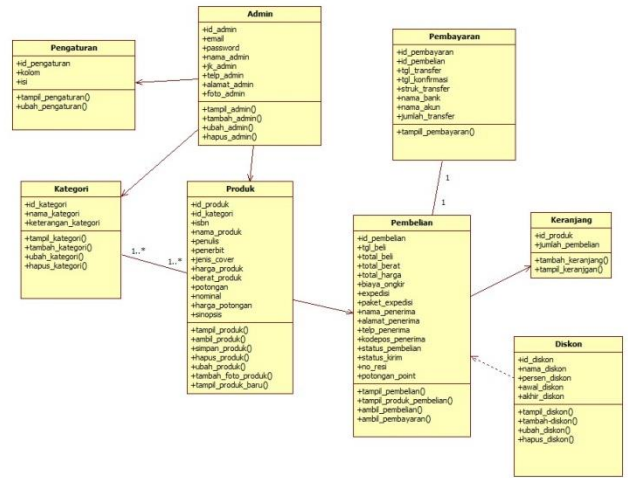 Admin
+id_admin
+email
+password
+nama_admin
+jk_admin
+telp_admin
+alamat_admin
+foto_admin
+tampil_admin()
+tambah_admin()
+ubah_admin()
+hapus_admin()
Pengaturan
+id_pengaturan
+kolom
+isi
+tampil_pengaturan()
+ubah_pengaturan()
Pembayaran
+id_pembayaran
+id_pembelian
+tgl_transfer
+tgl_konfirmasi
+struk_transfer
+nama_bank
+nama_akun
+jumlah_transfer
+tampill_pembayaran()
1
1
Kategori
+id_kategori
+nama_kategori
+keterangan_kategori
+tampil_kategori()
+tambah_kategori()
+ubah_kategori()
+hapus_kategori()
1..*
1..*
Produk
+id_produk
+id_kategori
+isbn
+nama_produk
+penulis
+penerbit
+jenis_cover
+harga_produk
+berat_produk
+potongan
+nominal
+harga_potongan
+sinopsis
+tampil_produk()
+ambil_produk()
+simpan_produk()
+hapus_produk()
+ubah_produk()
+tambah_foto_produk()
+tampil_produk_baru()
Pembelian
+id_pembelian
+tgl_beli
+total_beli
+total_berat
+total_harga
+biaya_ongkir
+expedisi
+paket_expedisi
+nama_penerima
+alamat_penerima
+telp_penerima
+kodepos_penerima
+status_pembelian
+status_kirim
+no_resi
+potongan_point
+tampil_pembelian()
+tampil_produk_pembelian()
+ambil_pembelian()
+ambil_pembayaran()
Keranjang
+id_produk
+jumlah_pembelian
+tambah_keranjang()
+tampil_keranjgan()
Diskon
+id_diskon
+nama_diskon
+persen_diskon
+awal_diskon
+akhir_diskon
+tampil_diskon()
+tambah-diskon()
+ubah_diskon()
+hapus_diskon()